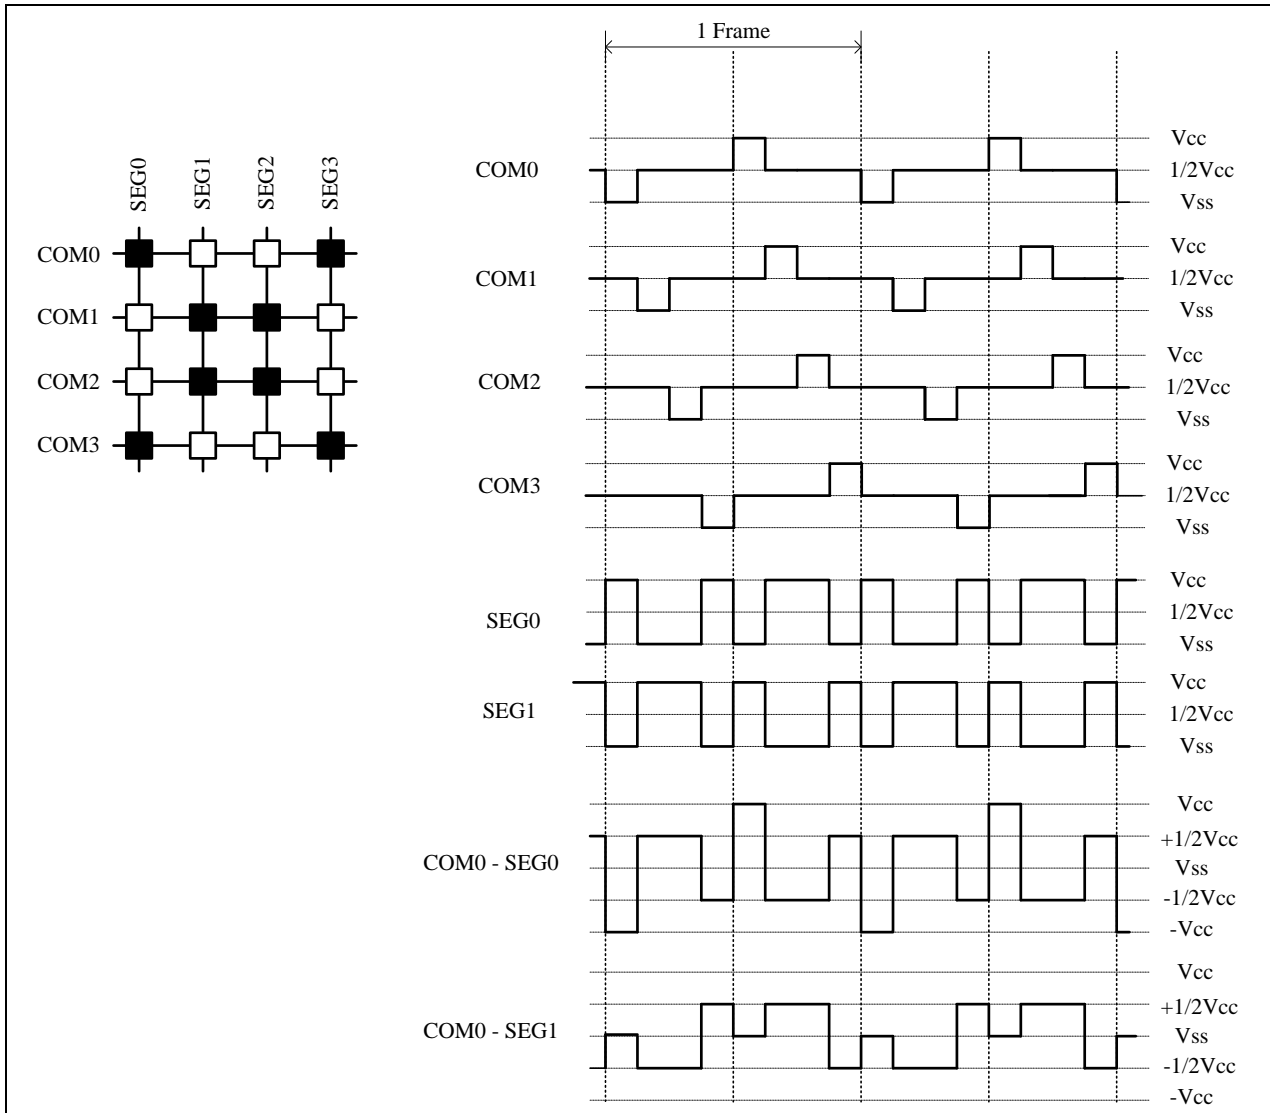 1 Frame
SEG0
SEG1
SEG2
SEG3
COM0
COM1
COM2
COM3
COM0
Vcc
1/2Vcc
Vss
COM1
Vcc
1/2Vcc
Vss
COM2
Vcc
1/2Vcc
Vss
COM3
Vcc
1/2Vcc
Vss
SEG0
Vcc
1/2Vcc
Vss
SEG1
Vcc
1/2Vcc
Vss
COM0 - SEG0
Vcc
+1/2Vcc
Vss
-1/2Vcc
-Vcc
COM0 - SEG1
Vcc
+1/2Vcc
Vss
-1/2Vcc
-Vcc